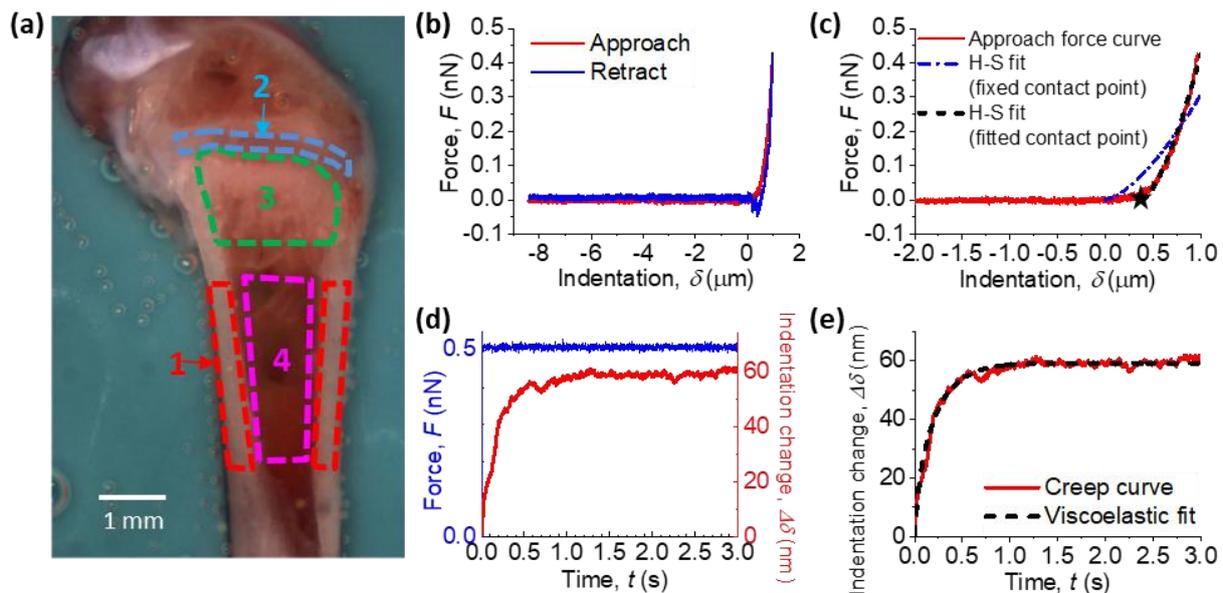 (a)
2
3
1
4
1 mm
(b)
Approach
Retract
Force, F (nN)
0.5
0.4
0.3
0.2
0.1
0.0
-0.1
-8 -6 -4 -2 0 2
Indentation, δ (μm)
(c)
Approach force curve
H-S fit
(fixed contact point)
H-S fit
(fitted contact point)
Force, F (nN)
0.5
0.4
0.3
0.2
0.1
0.0
-0.1
-2.0 -1.5 -1.0 -0.5 0.0 0.5 1.0
Indentation, δ (μm)
(d)
Force, F (nN)
0.5
0.0
Indentation change, Δδ (nm)
60
40
20
0
0.0 0.5 1.0 1.5 2.0 2.5 3.0
Time, t (s)
(e)
Indentation change, Δδ (nm)
60
40
20
0
Creep curve
Viscoelastic fit
0.0 0.5 1.0 1.5 2.0 2.5 3.0
Time, t (s)